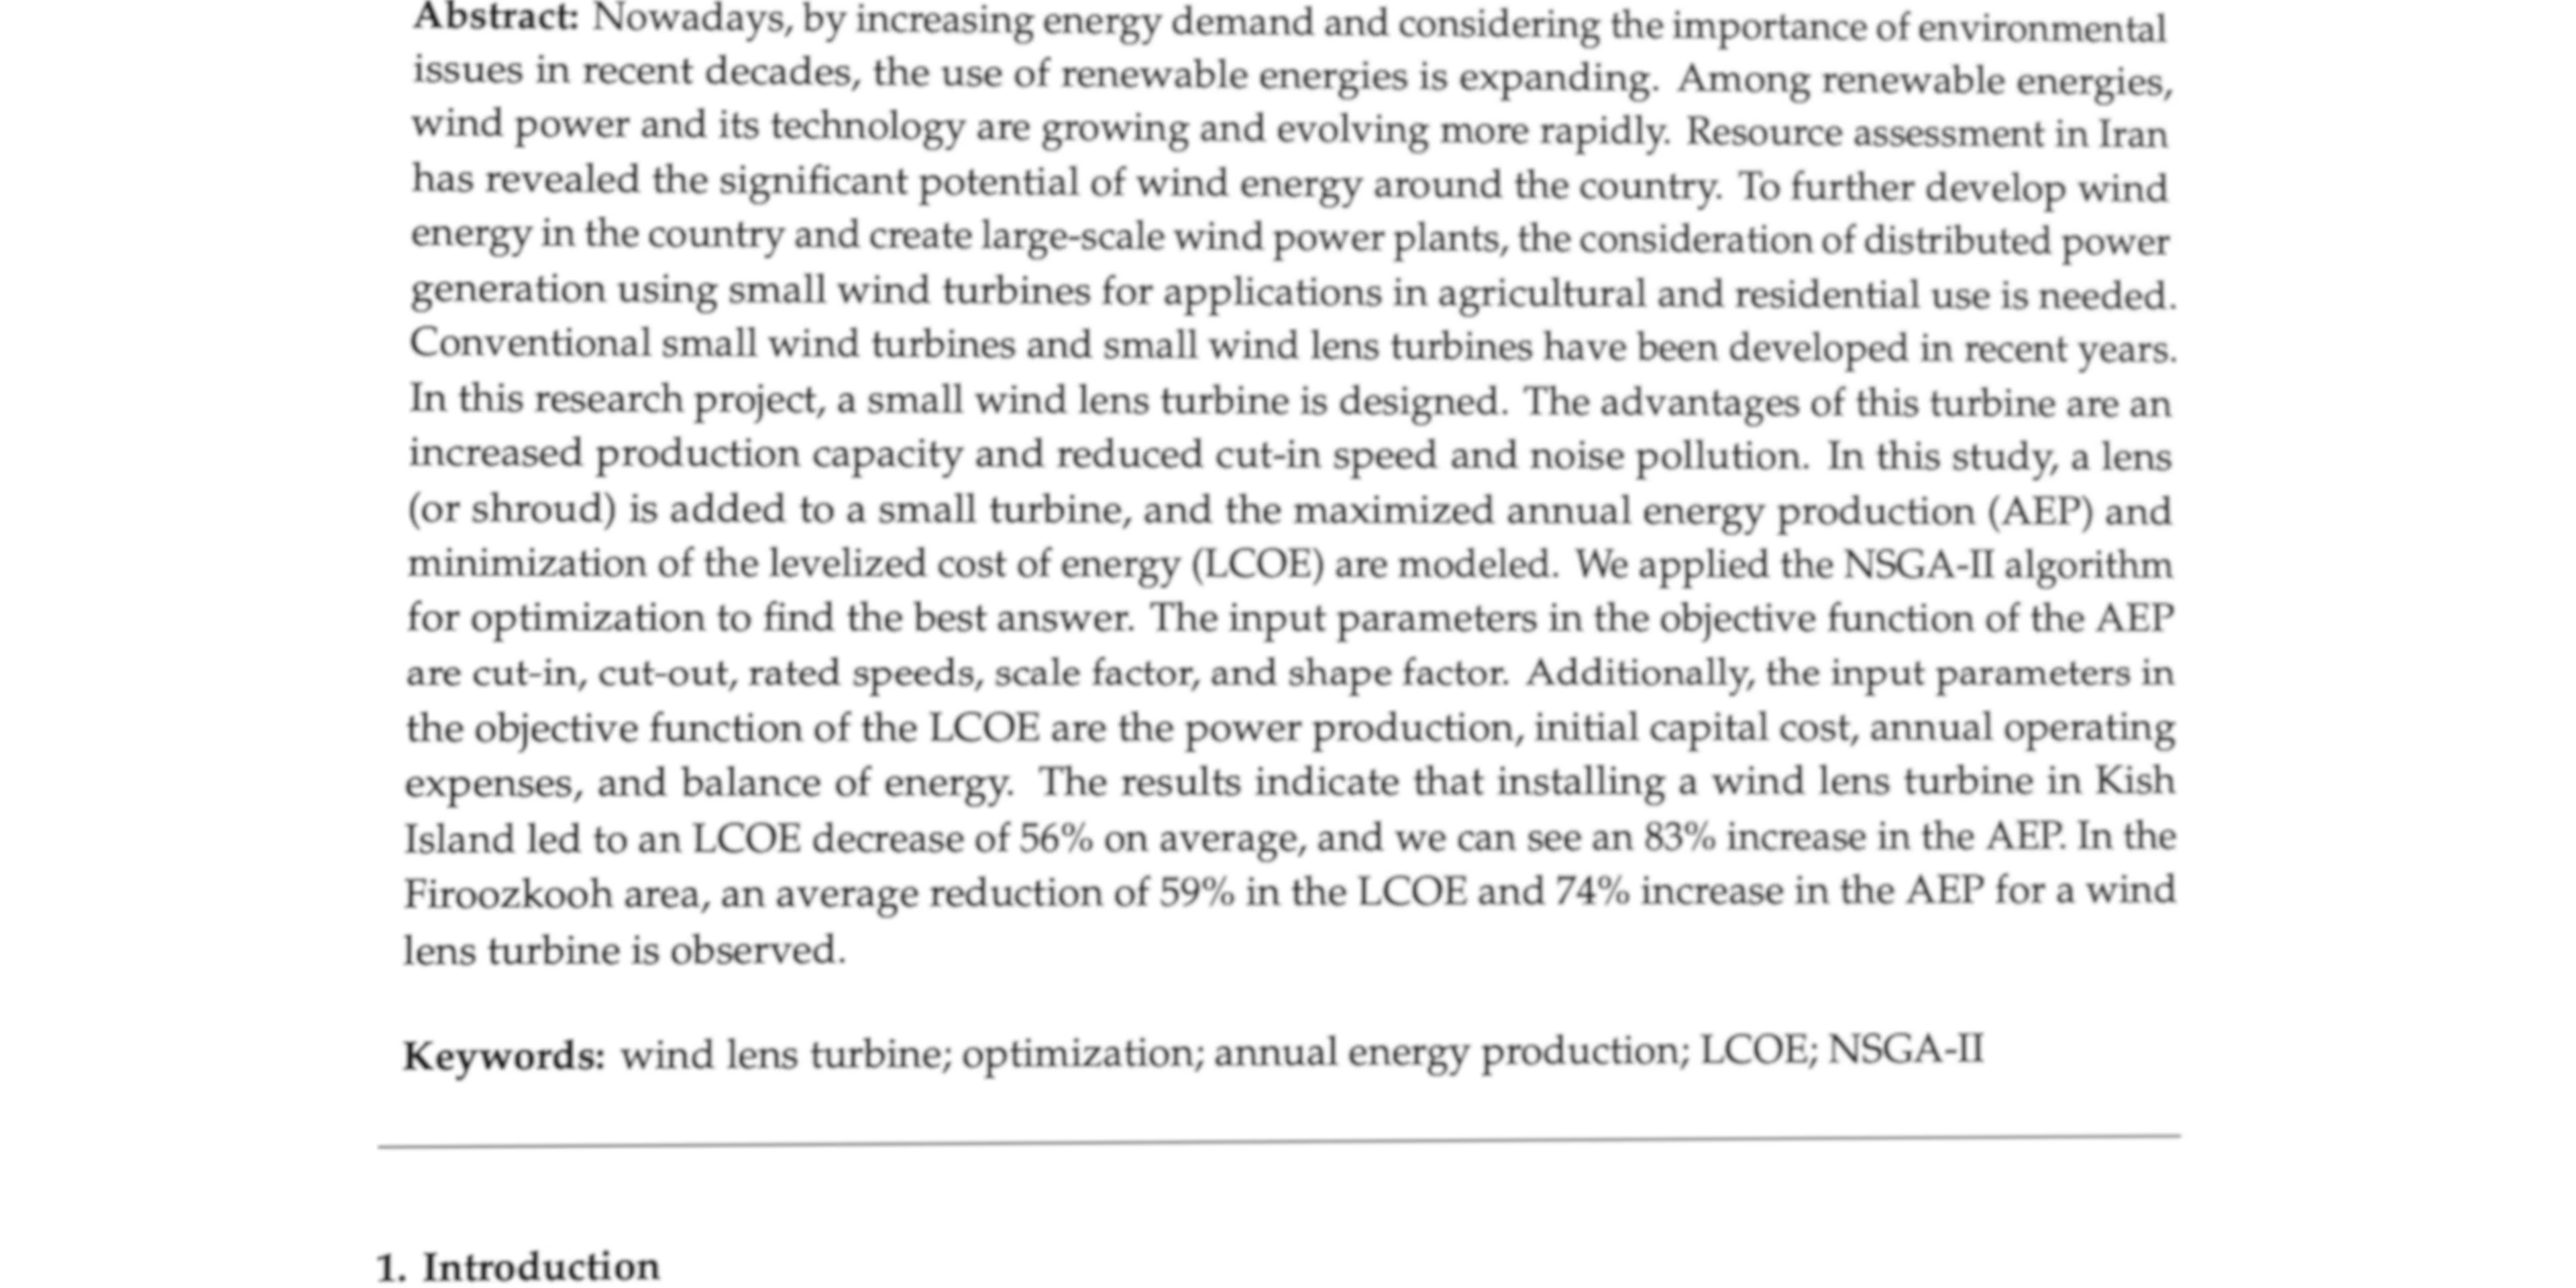 Abstract: Nowadays, by increasing energy demand and considering the importance of environmental
issues in recent decades, the use of renewable energies is expanding. Among renewable energies,
wind power and its technology are growing and evolving more rapidly. Resource assessment in Iran
has revealed the significant potential of wind energy around the country. To further develop wind
energy in the country and create large-scale wind power plants, the consideration of distributed power
generation using small wind turbines for applications in agricultural and residential use is needed.
Conventional small wind turbines and small wind lens turbines have been developed in recent years.
In this research project, a small wind lens turbine is designed. The advantages of this turbine are an
increased production capacity and reduced cut-in speed and noise pollution. In this study, a lens
(or shroud) is added to a small turbine, and the maximized annual energy production (AEP) and
minimization of the levelized cost of energy (LCOE) are modeled. We applied the NSGA-II algorithm
for optimization to find the best answer. The input parameters in the objective function of the AEP
are cut-in, cut-out, rated speeds, scale factor, and shape factor. Additionally, the input parameters in
the objective function of the LCOE are the power production, initial capital cost, annual operating
expenses, and balance of energy. The results indicate that installing a wind lens turbine in Kish
Island led to an LCOE decrease of 56% on average, and we can see an 83% increase in the AEP. In the
Firoozkooh area, an average reduction of 59% in the LCOE and 74% increase in the AEP for a wind
lens turbine is observed.
Keywords: wind lens turbine; optimization; annual energy production; LCOE; NSGA-II
1. Introduction